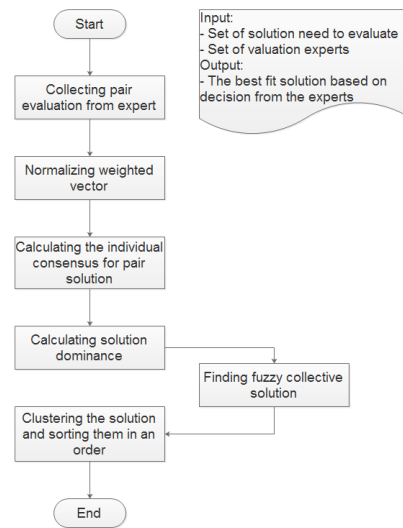 Start
Input:
- Set of solution need to evaluate
- Set of valuation experts
Output:
- The best fit solution based on
decision from the experts
Collecting pair
evaluation from expert
Normalizing weighted
vector
Calculating the individual
consensus for pair
solution
Calculating solution
dominance
Finding fuzzy collective
solution
Clustering the solution
and sorting them in an
order
End